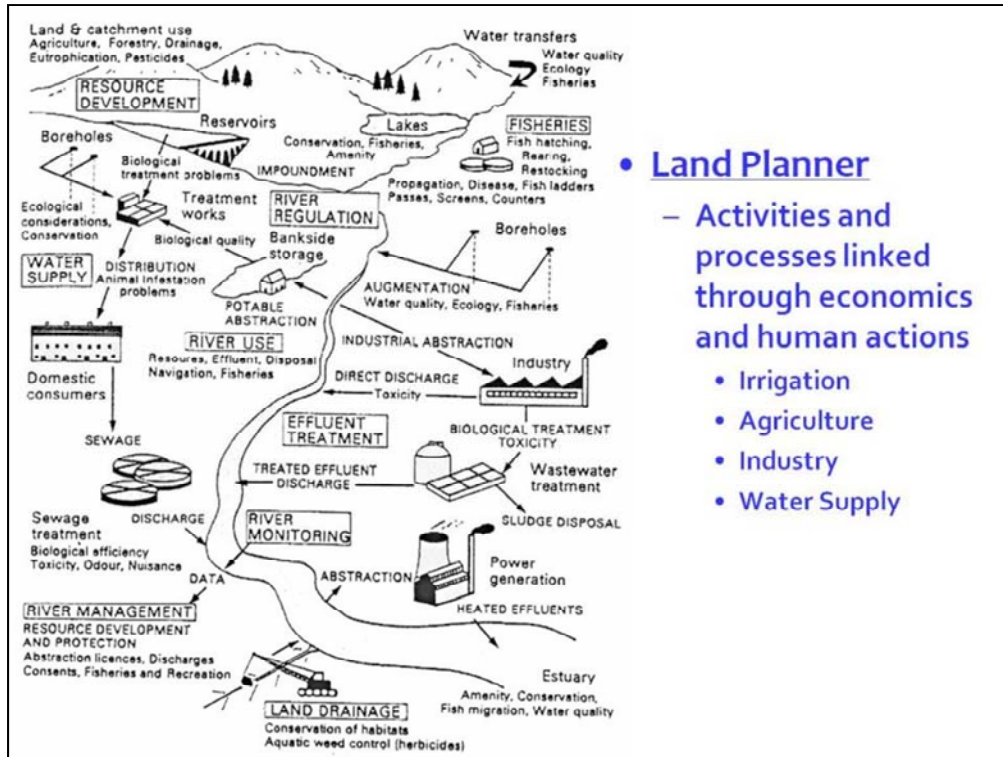 Land & catchment use
Agriculture, Forestry, Drainage,
Eutrophication, Pesticides
Water transfers
Water quality
Ecology
Fisheries
RESOURCE
DEVELOPMENT
Reservoirs
Lakes
Conservation, Fisheries,
Amenity
FISHERIES
Fish hatching,
Rearing,
Restocking
Propagation, Disease, Fish ladders
Passes, Screens, Counters
Boreholes
Biological
treatment problems
IMPOUNDMENT
Treatment
works
RIVER
REGULATION
Ecological
considerations,
Conservation
Biological quality
Bankside
storage
Boreholes
WATER
SUPPLY
DISTRIBUTION
Animal Infestation
problems
POTABLE
ABSTRACTION
AUGMENTATION
Water quality, Ecology, Fisheries
RIVER USE
Resoures, Effluent, Disposal
Navigation, Fisheries
INDUSTRIAL ABSTRACTION
Industry
Domestic
consumers
DIRECT DISCHARGE
Toxicity
EFFLUENT
TREATMENT
BIOLOGICAL TREATMENT
TOXICITY
SEWAGE
TREATED EFFLUENT
DISCHARGE
Wastewater
treatment
SLUDGE DISPOSAL
Sewage
treatment
Biological efficiency
Toxicity, Odour, Nuisance
DISCHARGE
RIVER
MONITORING
DATA
ABSTRACTION
Power
generation
HEATED EFFLUENTS
RIVER MANAGEMENT
RESOURCE DEVELOPMENT
AND PROTECTION
Abstraction licences, Discharges
Consents, Fisheries and Recreation
Estuary
Amenity, Conservation,
Fish migration, Water quality
LAND DRAINAGE
Conservation of habitats
Aquatic weed control (herbicides)
• Land Planner
– Activities and
processes linked
through economics
and human actions
• Irrigation
• Agriculture
• Industry
• Water Supply